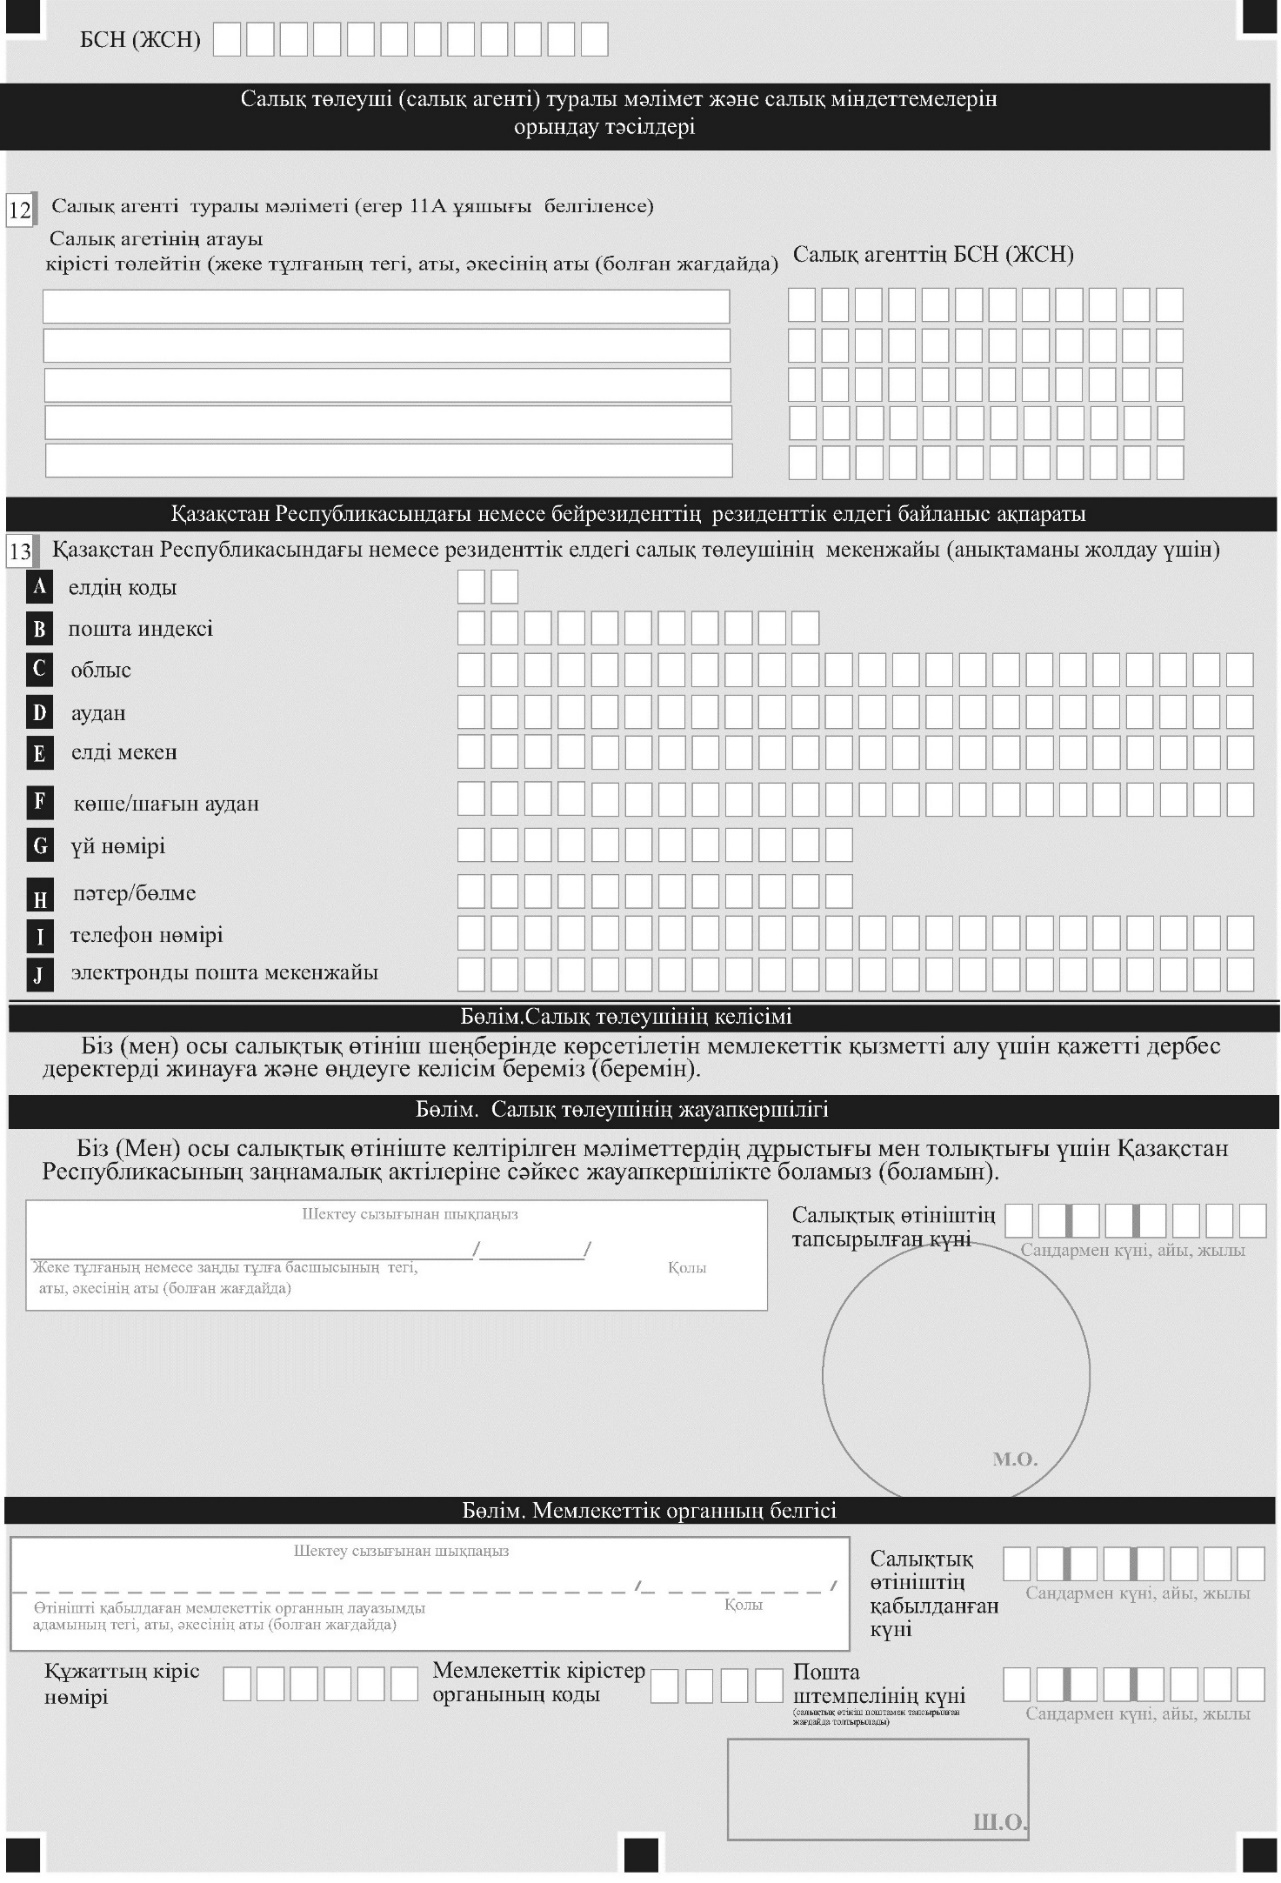 БСН (ЖСН)
Салық төлеуші (салық агенті) туралы мәлімет және салық міндеттемелерін
орындау тәсілдері
12 Салық агенті туралы мәліметі (егер 11А ұяшығы белгіленсе)
Салық агетінің атауы
кірісті төлейтін (жеке тұлғаның тегі, аты, әкесінің аты (болған жағдайда)
Салық агенттің БСН (ЖСН)
Қазақстан Республикасындағы немесе бейрезиденттің резиденттік елдегі байланыс ақпараты
13 Қазақстан Республикасындағы немесе резиденттік елдегі салық төлеушінің мекенжайы (анықтаманы жолдау үшін)
A елдің коды
B пошта индексі
C облыс
D аудан
E елді мекен
F көше/шағын аудан
G үй нөмірі
H пәтер/бөлме
I телефон нөмірі
J электронды пошта мекенжайы
Бөлім.Салық төлеушінің келісімі
Біз (мен) осы салықтық өтініш шеңберінде көрсетілетін мемлекеттік қызметті алу үшін қажетті дербес
деректерді жинауға және өңдеуге келісім береміз (беремін).
Бөлім. Салық төлеушінің жауапкершілігі
Біз (Мен) осы салықтық өтініште келтірілген мәліметтердің дұрыстығы мен толықтығы үшін Қазақстан
Республикасының заңнамалық актілеріне сәйкес жауапкершілікте боламыз (боламын).
Шектеу сызығынан шықпаңыз
/ /
Жеке тұлғаның немесе заңды тұлға басшысының тегі,
аты, әкесінің аты (болған жағдайда)
Қолы
Салықтық өтініштің
тапсырылған күні
Сандармен күні, айы, жылы
М.О.
Бөлім. Мемлекеттік органның белгісі
Шектеу сызығынан шықпаңыз
/ /
Өтінішті қабылдаған мемлекеттік органның лауазымды
адамының тегі, аты, әкесінің аты (болған жағдайда)
Қолы
Салықтық
өтініштің
қабылданған
күні
Сандармен күні, айы, жылы
Құжаттың кіріс
нөмірі
Мемлекеттік кірістер
органының коды
Пошта
штемпелінің күні
(салықтық өтініш поштамен тапсырылған
жағдайда толтырылады)
Сандармен күні, айы, жылы
Ш.О.